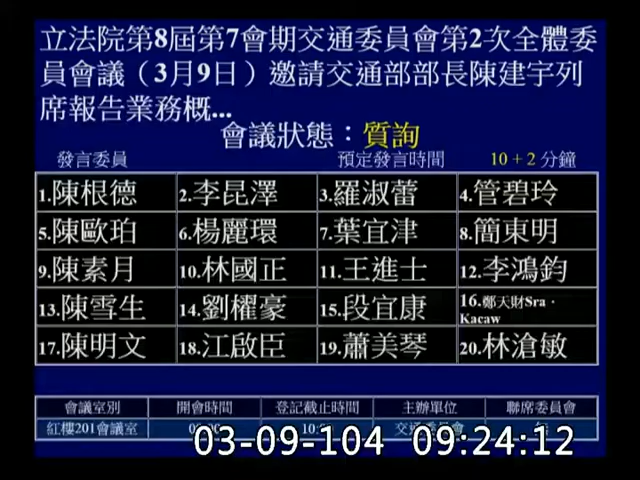 立法院第8屆第7會期交通委員會第2次全體委
員會議（3月9日）邀請交通部部長陳建宇列
席報告業務概...
會議狀態：質詢
發言委員 預定發言時間 10 + 2 分鐘
1.陳根德 2.李昆澤 3.羅淑蕾 4.管碧玲
5.陳歐珀 6.楊麗環 7.葉宜津 8.簡東明
9.陳素月 10.林國正 11.王進士 12.李鴻鈞
13.陳雪生 14.劉櫂豪 15.段宜康 16.鄭天財Sra．
Kacaw
17.陳明文 18.江啟臣 19.蕭美琴 20.林滄敏
會議室別 開會時間 登記截止時間 主辦單位 聯席委員會
紅樓201會議室 交通委員會
03-09-104 09:24:12